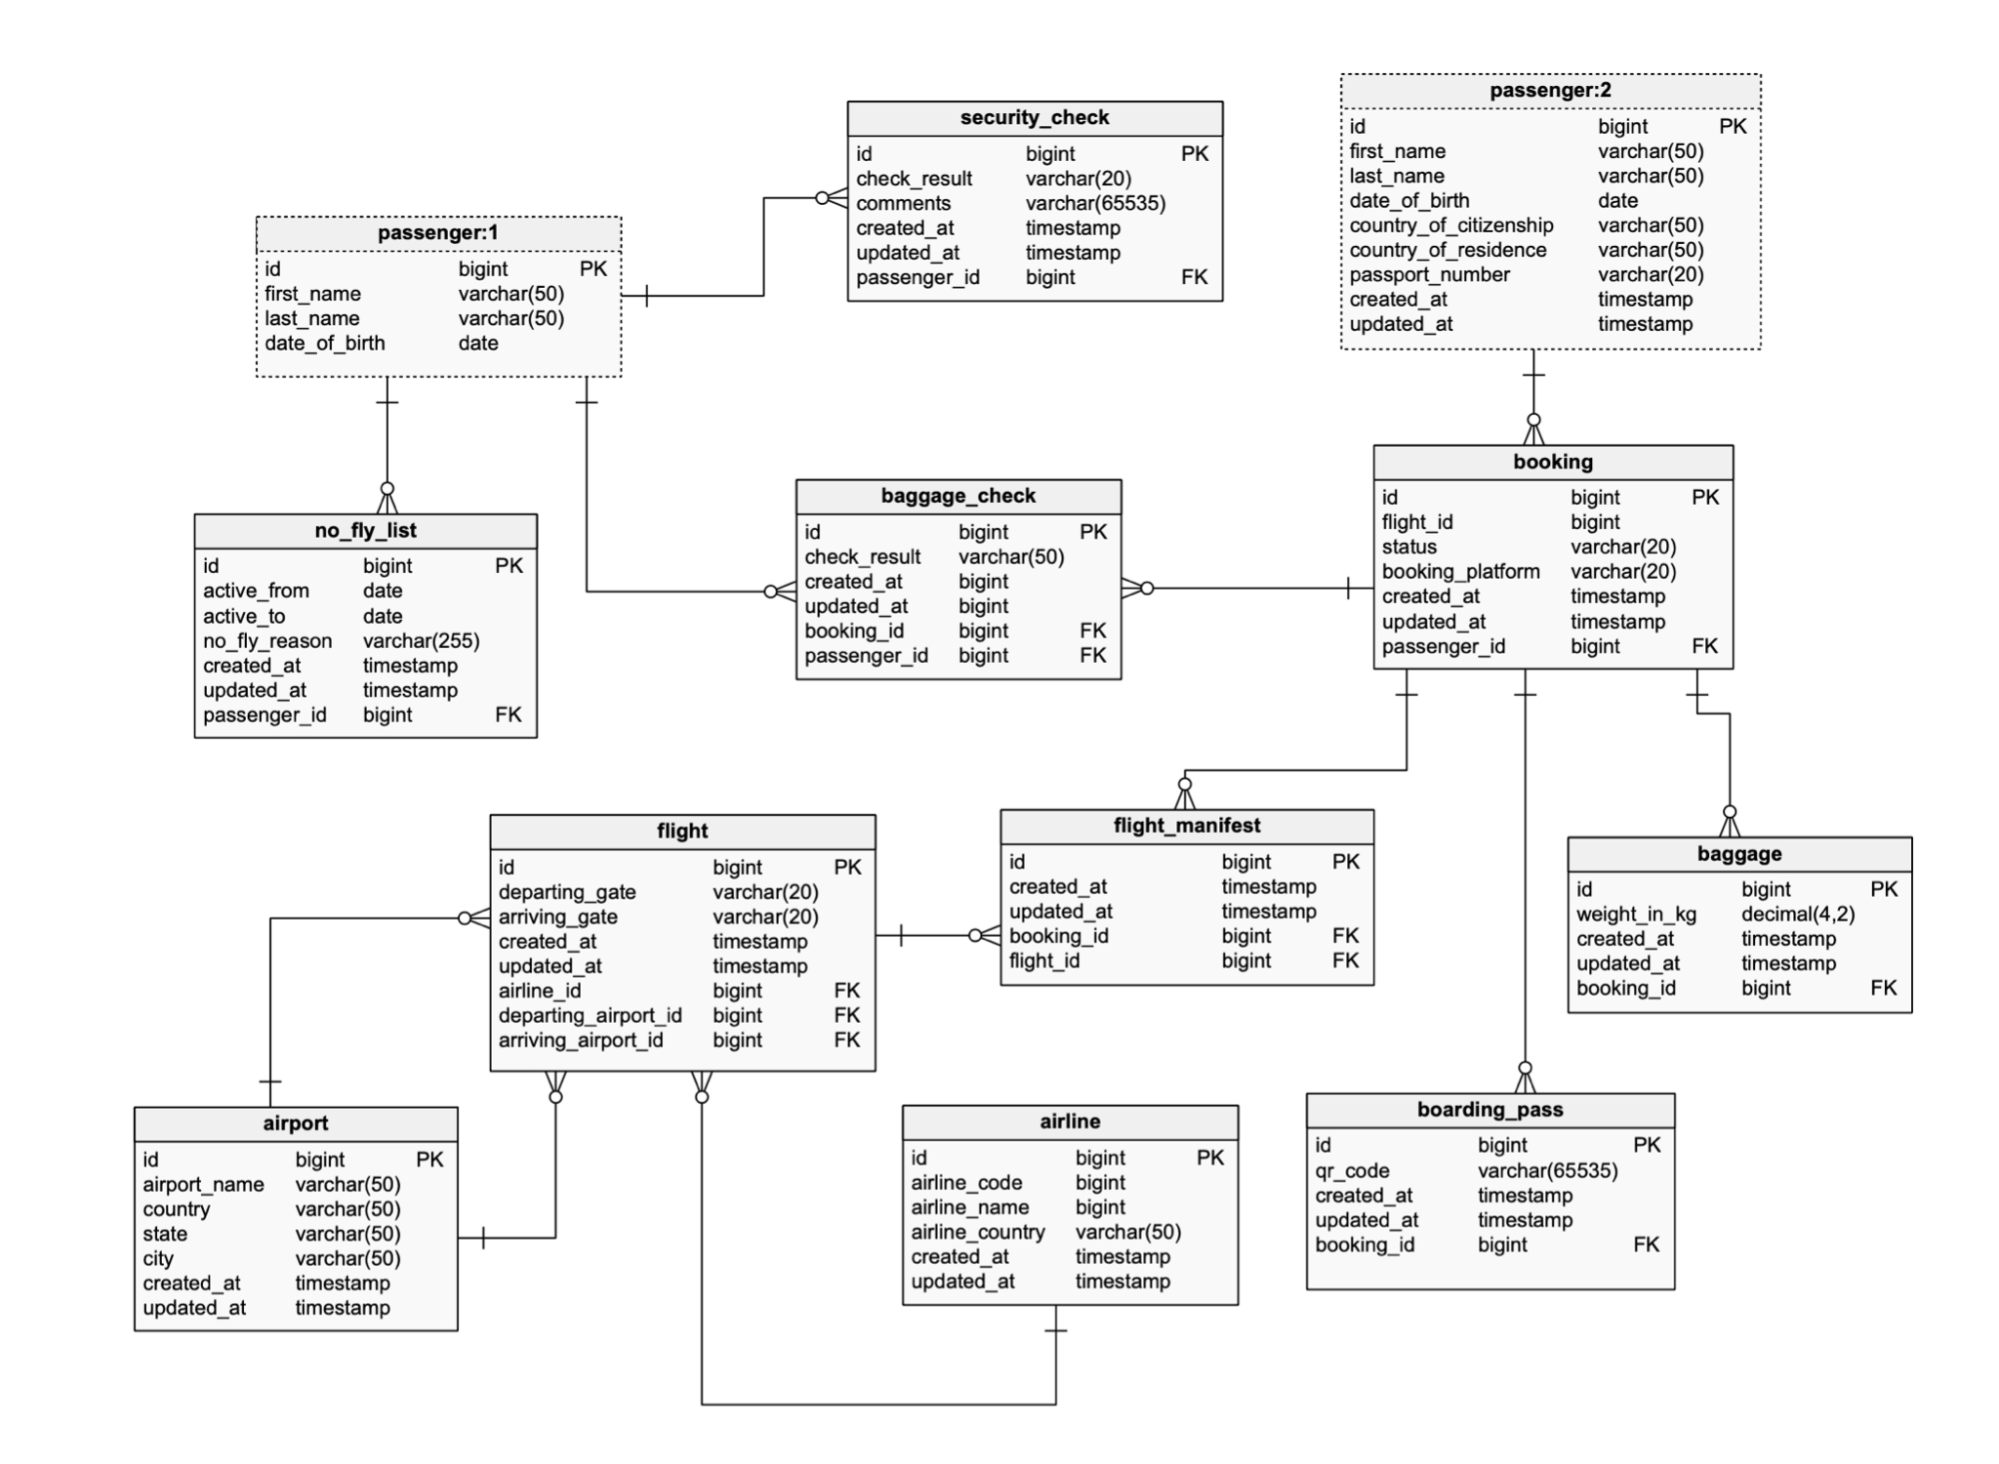 passenger:2
id bigint PK
first_name varchar(50)
last_name varchar(50)
date_of_birth date
country_of_citizenship varchar(50)
country_of_residence varchar(50)
passport_number varchar(20)
created_at timestamp
updated_at timestamp
security_check
id bigint PK
check_result varchar(20)
comments varchar(65535)
created_at timestamp
updated_at timestamp
passenger_id bigint FK
passenger:1
id bigint PK
first_name varchar(50)
last_name varchar(50)
date_of_birth date
booking
id bigint PK
flight_id bigint
status varchar(20)
booking_platform varchar(20)
created_at timestamp
updated_at timestamp
passenger_id bigint FK
baggage_check
id bigint PK
check_result varchar(50)
created_at bigint
updated_at bigint
booking_id bigint FK
passenger_id bigint FK
no_fly_list
id bigint PK
active_from date
active_to date
no_fly_reason varchar(255)
created_at timestamp
updated_at timestamp
passenger_id bigint FK
flight
id bigint PK
departing_gate varchar(20)
arriving_gate varchar(20)
created_at timestamp
updated_at timestamp
airline_id bigint FK
departing_airport_id bigint FK
arriving_airport_id bigint FK
flight_manifest
id bigint PK
created_at timestamp
updated_at timestamp
booking_id bigint FK
flight_id bigint FK
baggage
id bigint PK
weight_in_kg decimal(4,2)
created_at timestamp
updated_at timestamp
booking_id bigint FK
airport
id bigint PK
airport_name varchar(50)
country varchar(50)
state varchar(50)
city varchar(50)
created_at timestamp
updated_at timestamp
airline
id bigint PK
airline_code bigint
airline_name bigint
airline_country varchar(50)
created_at timestamp
updated_at timestamp
boarding_pass
id bigint PK
qr_code varchar(65535)
created_at timestamp
updated_at timestamp
booking_id bigint FK